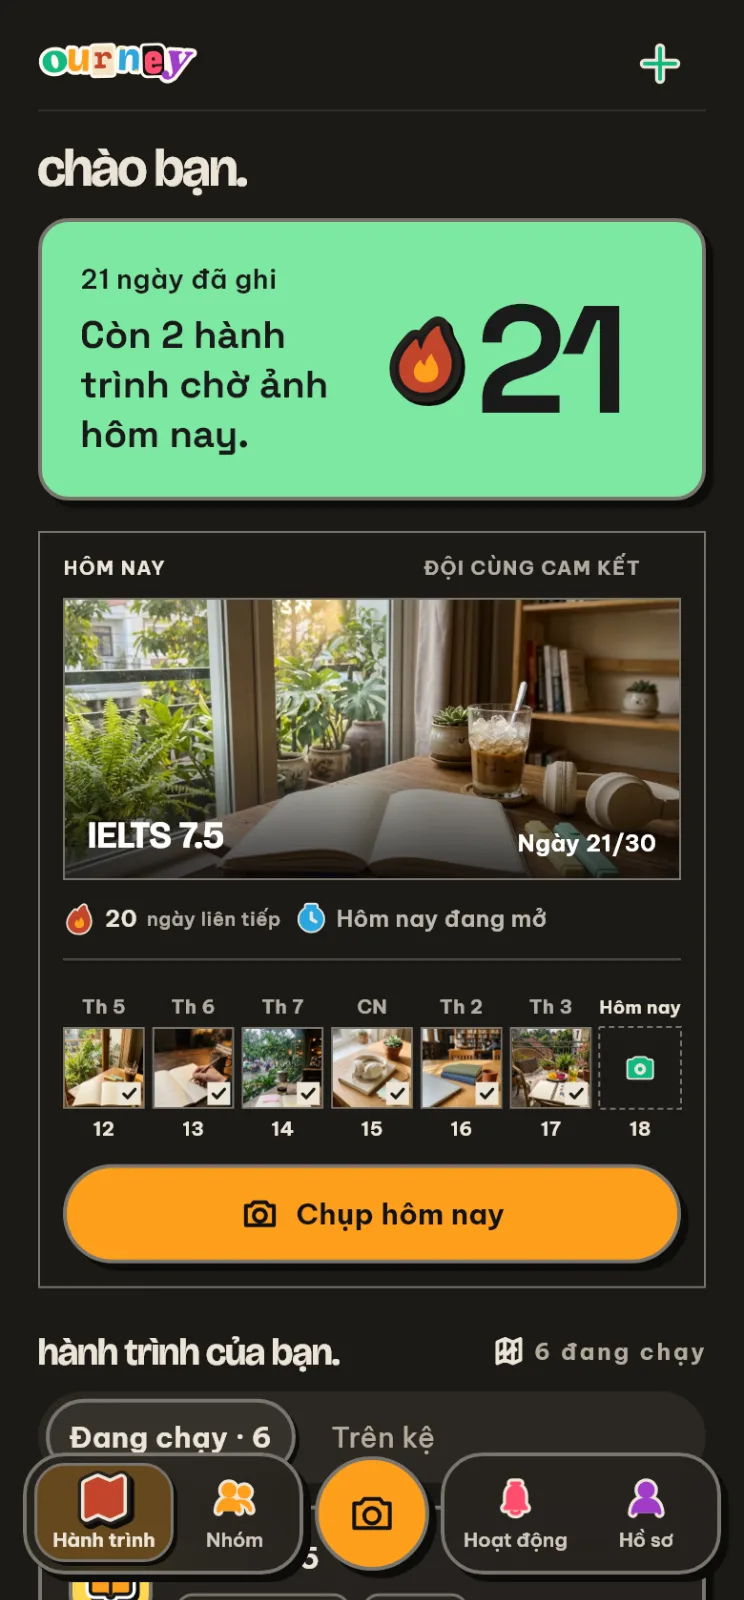 ourney
chào bạn.
21 ngày đã ghi
Còn 2 hành
trình chờ ảnh
hôm nay.
21
HÔM NAY
ĐỘI CÙNG CAM KẾT
IELTS 7.5
Ngày 21/30
20 ngày liên tiếp
Hôm nay đang mở
Th 5 Th 6 Th 7 CN Th 2 Th 3 Hôm nay
12 13 14 15 16 17 18
Chụp hôm nay
hành trình của bạn.
6 đang chạy
Đang chạy · 6
Trên kệ
Hành trình
Nhóm
Hoạt động
Hồ sơ